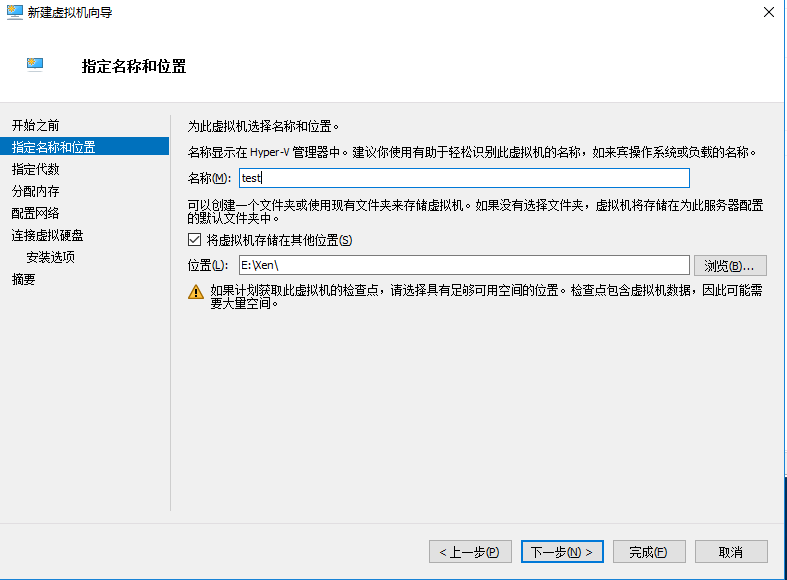 新建虚拟机向导
指定名称和位置
开始之前
指定名称和位置
指定代数
分配内存
配置网络
连接虚拟硬盘
安装选项
摘要
为此虚拟机选择名称和位置。
名称显示在 Hyper-V 管理器中。建议你使用有助于轻松识别此虚拟机的名称，如来宾操作系统或负载的名称。
名称(M): test
可以创建一个文件夹或使用现有文件夹来存储虚拟机。如果没有选择文件夹，虚拟机将存储在为此服务器配置
的默认文件夹中。
将虚拟机存储在其他位置(S)
位置(L): E:\Xen\ 浏览(B)...
如果计划获取此虚拟机的检查点，请选择具有足够可用空间的位置。检查点包含虚拟机数据，因此可能需
要大量空间。
< 上一步(P) 下一步(N) > 完成(F) 取消